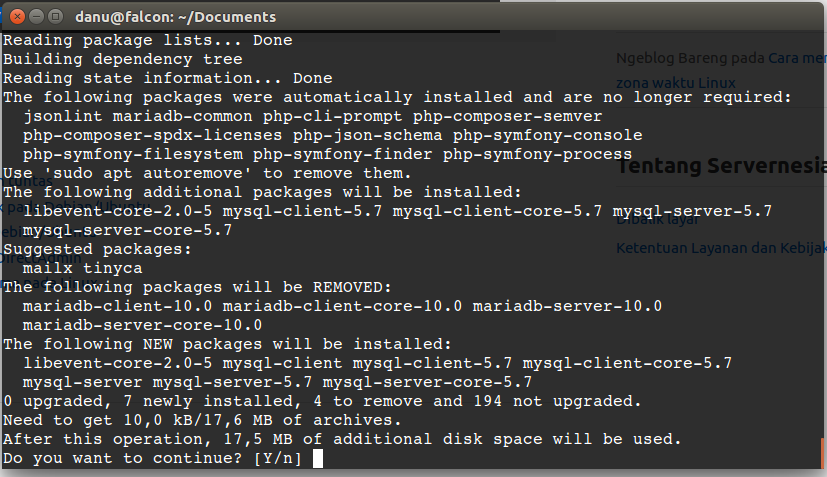 danu@falcon: ~/Documents
Reading package lists... Done
Building dependency tree
Reading state information... Done
The following packages were automatically installed and are no longer required:
  jsonlint mariadb-common php-cli-prompt php-composer-semver
  php-composer-spdx-licenses php-json-schema php-symfony-console
  php-symfony-filesystem php-symfony-finder php-symfony-process
Use 'sudo apt autoremove' to remove them.
The following additional packages will be installed:
  libevent-core-2.0-5 mysql-client-5.7 mysql-client-core-5.7 mysql-server-5.7
  mysql-server-core-5.7
Suggested packages:
  mailx tinyca
The following packages will be REMOVED:
  mariadb-client-10.0 mariadb-client-core-10.0 mariadb-server-10.0
  mariadb-server-core-10.0
The following NEW packages will be installed:
  libevent-core-2.0-5 mysql-client mysql-client-5.7 mysql-client-core-5.7
  mysql-server mysql-server-5.7 mysql-server-core-5.7
0 upgraded, 7 newly installed, 4 to remove and 194 not upgraded.
Need to get 10,0 kB/17,6 MB of archives.
After this operation, 17,5 MB of additional disk space will be used.
Do you want to continue? [Y/n]
Ngeblog Bareng pada Cara me
zona waktu Linux
Tentang Servernesia
Dibalik layar
Ketentuan Layanan dan Kebijak